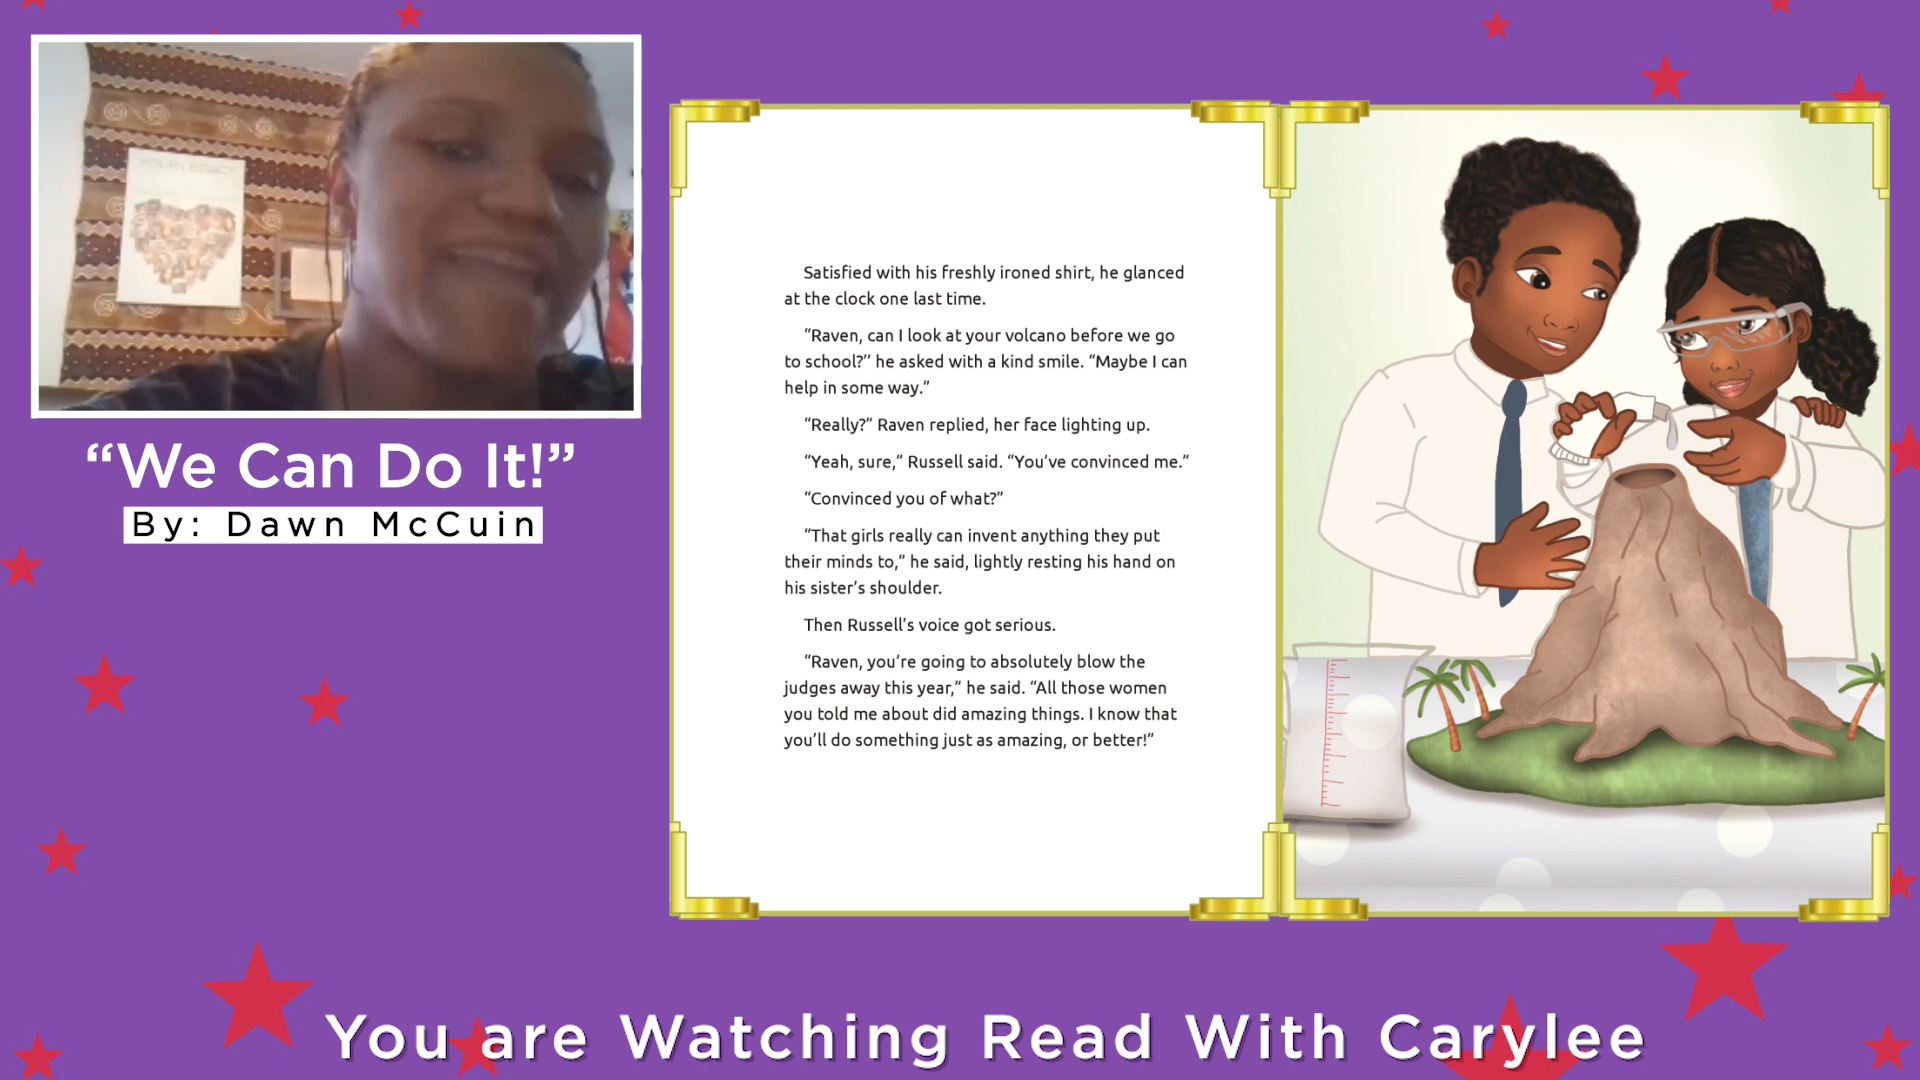 “We Can Do It!”
By: Dawn McCuin
Satisfied with his freshly ironed shirt, he glanced
at the clock one last time.
“Raven, can I look at your volcano before we go
to school?’’ he asked with a kind smile. “Maybe I can
help in some way.”
“Really?” Raven replied, her face lighting up.
“Yeah, sure,” Russell said. “You’ve convinced me.”
“Convinced you of what?”
“That girls really can invent anything they put
their minds to,” he said, lightly resting his hand on
his sister’s shoulder.
Then Russell’s voice got serious.
“Raven, you’re going to absolutely blow the
judges away this year,” he said. “All those women
you told me about did amazing things. I know that
you’ll do something just as amazing, or better!”
You are Watching Read With Carylee